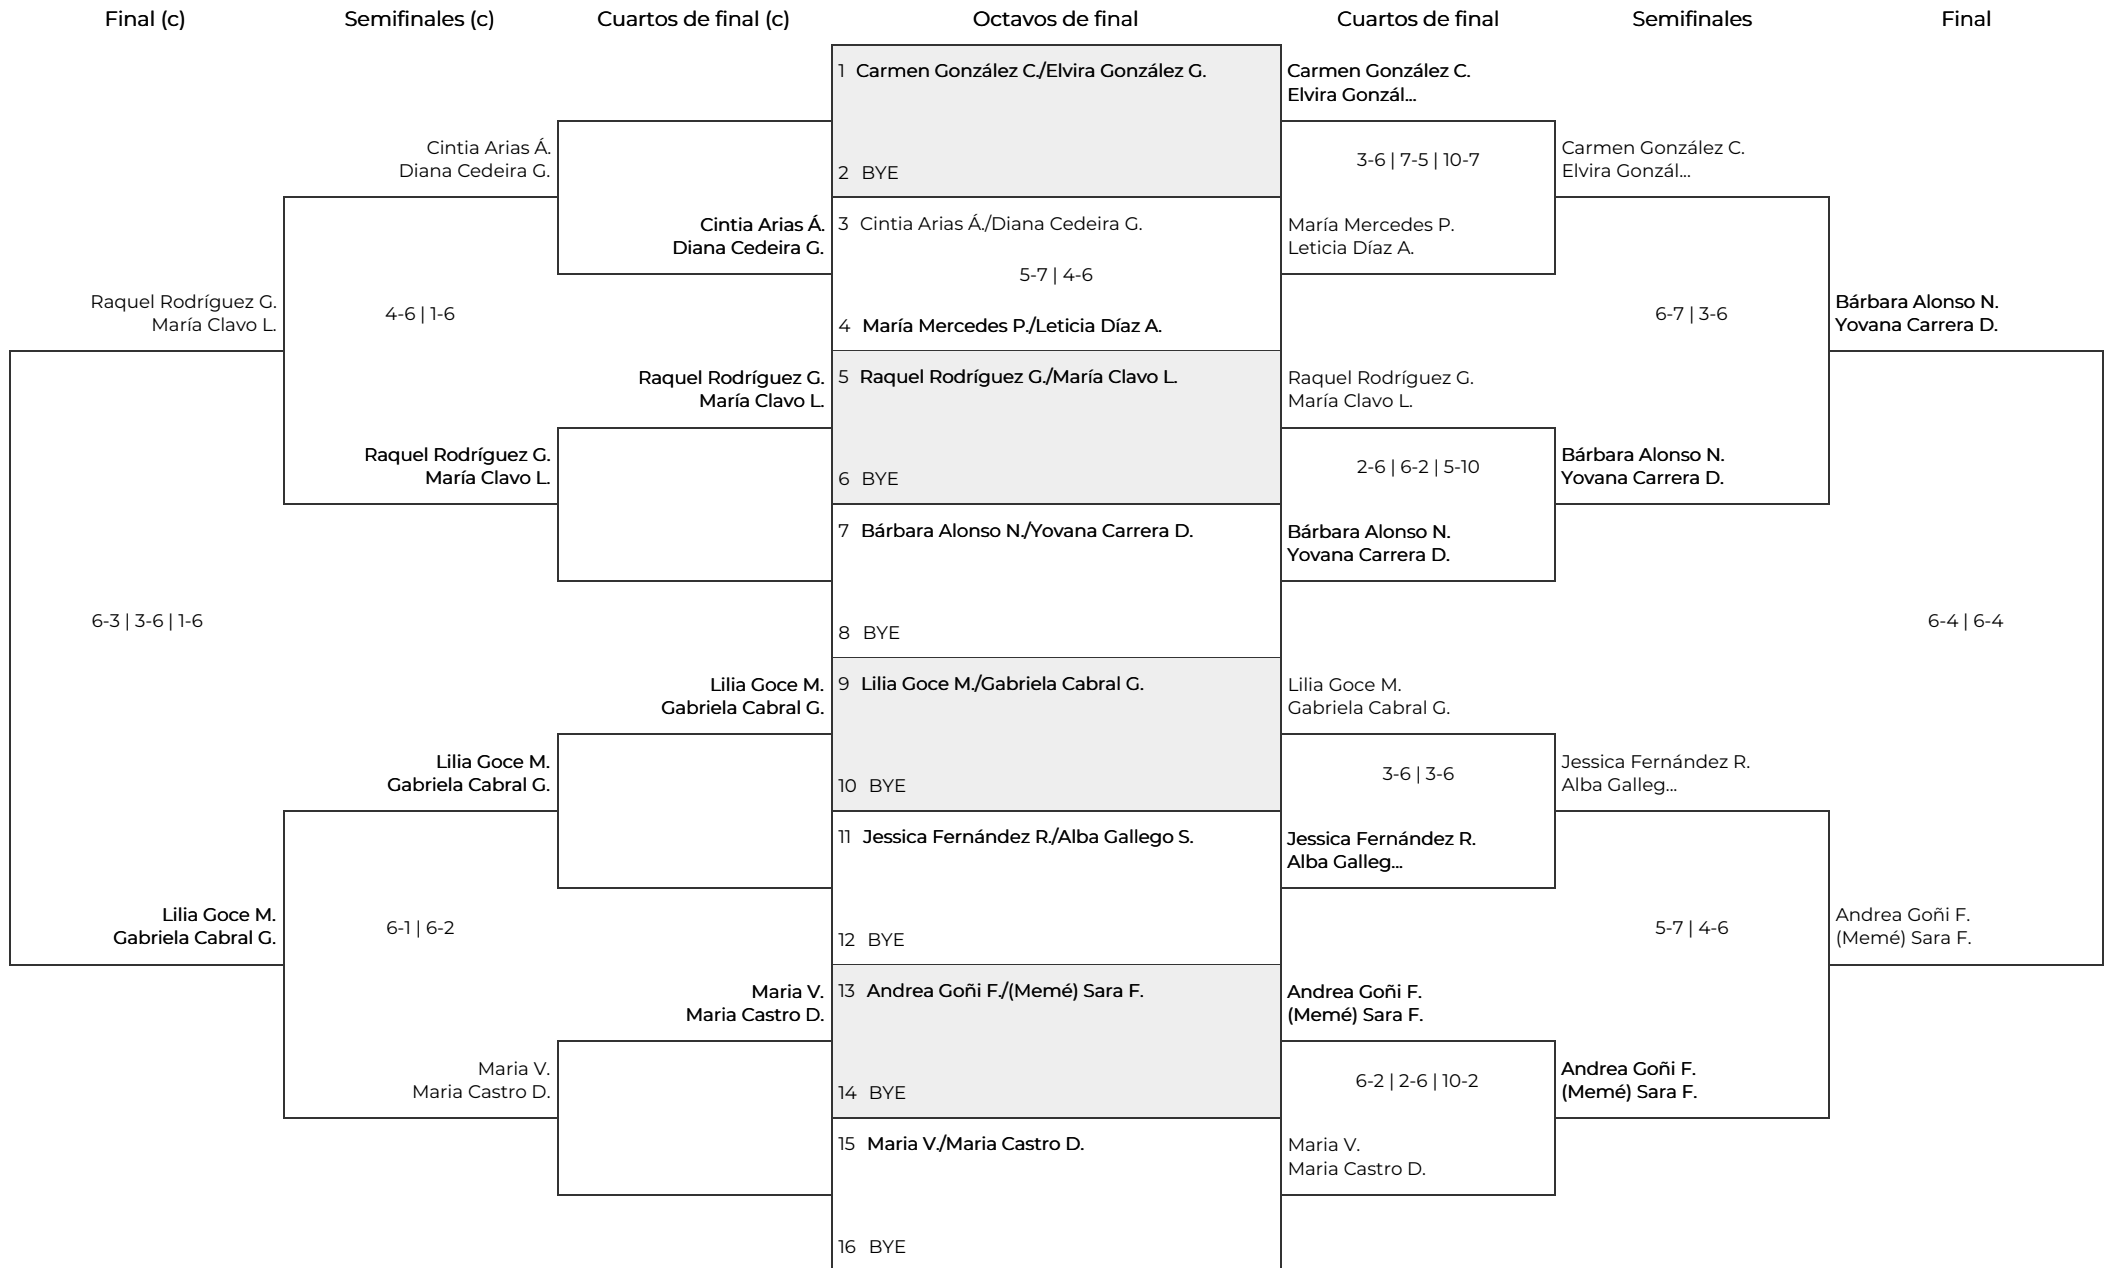 Final (c)
Semifinales (c)
Cuartos de final (c)
Octavos de final
Cuartos de final
Semifinales
Final
Raquel Rodríguez G.
María Clavo L.
6-3 | 3-6 | 1-6
Lilia Goce M.
Gabriela Cabral G.
Cintia Arias Á.
Diana Cedeira G.
4-6 | 1-6
Raquel Rodríguez G.
María Clavo L.
Lilia Goce M.
Gabriela Cabral G.
6-1 | 6-2
Maria V.
Maria Castro D.
Cintia Arias Á.
Diana Cedeira G.
Raquel Rodríguez G.
María Clavo L.
Lilia Goce M.
Gabriela Cabral G.
Maria V.
Maria Castro D.
1 Carmen González C./Elvira González G.
2 BYE
3 Cintia Arias Á./Diana Cedeira G.
5-7 | 4-6
4 María Mercedes P./Leticia Díaz A.
5 Raquel Rodríguez G./María Clavo L.
6 BYE
7 Bárbara Alonso N./Yovana Carrera D.
8 BYE
9 Lilia Goce M./Gabriela Cabral G.
10 BYE
11 Jessica Fernández R./Alba Gallego S.
12 BYE
13 Andrea Goñi F./(Memé) Sara F.
14 BYE
15 Maria V./Maria Castro D.
16 BYE
Carmen González C.
Elvira Gonzál...
3-6 | 7-5 | 10-7
María Mercedes P.
Leticia Díaz A.
Raquel Rodríguez G.
María Clavo L.
2-6 | 6-2 | 5-10
Bárbara Alonso N.
Yovana Carrera D.
Lilia Goce M.
Gabriela Cabral G.
3-6 | 3-6
Jessica Fernández R.
Alba Galleg...
Andrea Goñi F.
(Memé) Sara F.
6-2 | 2-6 | 10-2
Maria V.
Maria Castro D.
Carmen González C.
Elvira Gonzál...
6-7 | 3-6
Bárbara Alonso N.
Yovana Carrera D.
Jessica Fernández R.
Alba Galleg...
5-7 | 4-6
Andrea Goñi F.
(Memé) Sara F.
Bárbara Alonso N.
Yovana Carrera D.
6-4 | 6-4
Andrea Goñi F.
(Memé) Sara F.